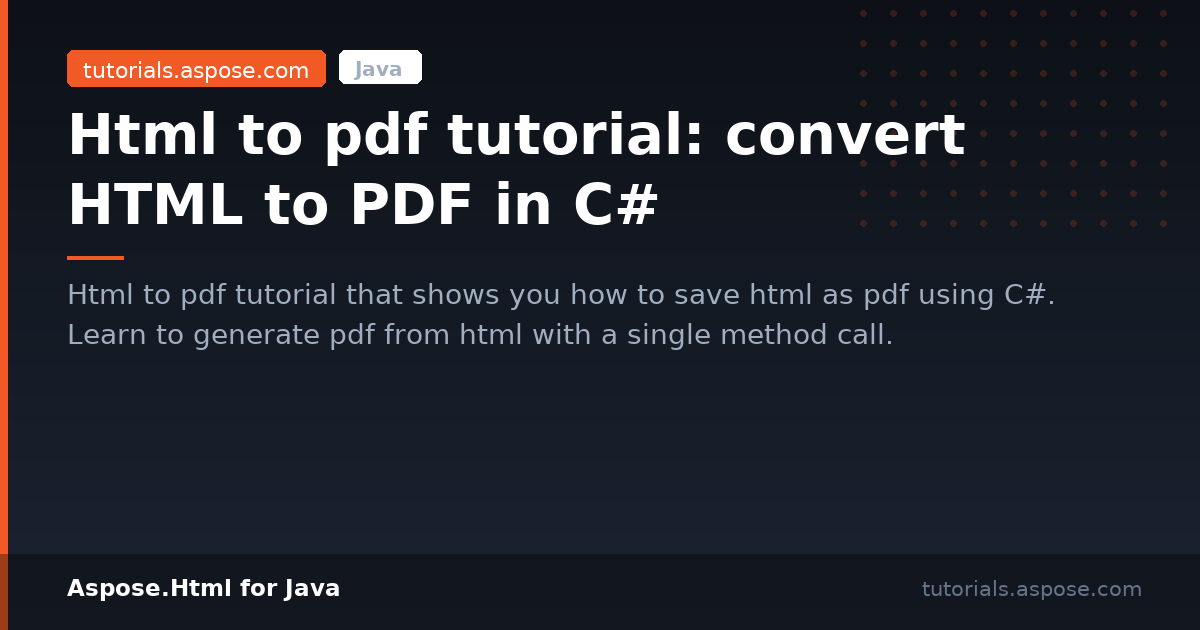 tutorials.aspose.com
Java
Html to pdf tutorial: convert
HTML to PDF in C#
Html to pdf tutorial that shows you how to save html as pdf using C#.
Learn to generate pdf from html with a single method call.
Aspose.Html for Java
tutorials.aspose.com